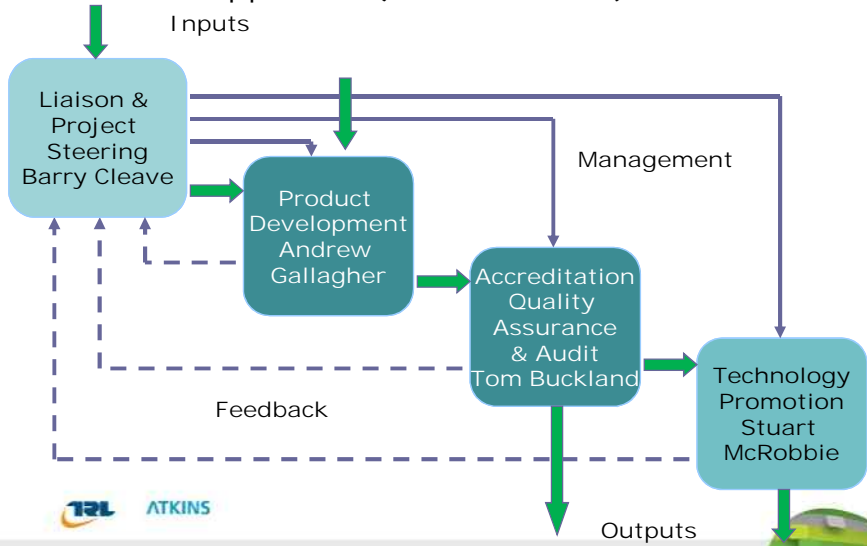 Inputs
Liaison &
Project
Steering
Barry Cleave
Management
Product
Development
Andrew
Gallagher
Accreditation
Quality
Assurance
& Audit
Tom Buckland
Technology
Promotion
Stuart
McRobbie
Feedback
TRL
ATKINS
Outputs